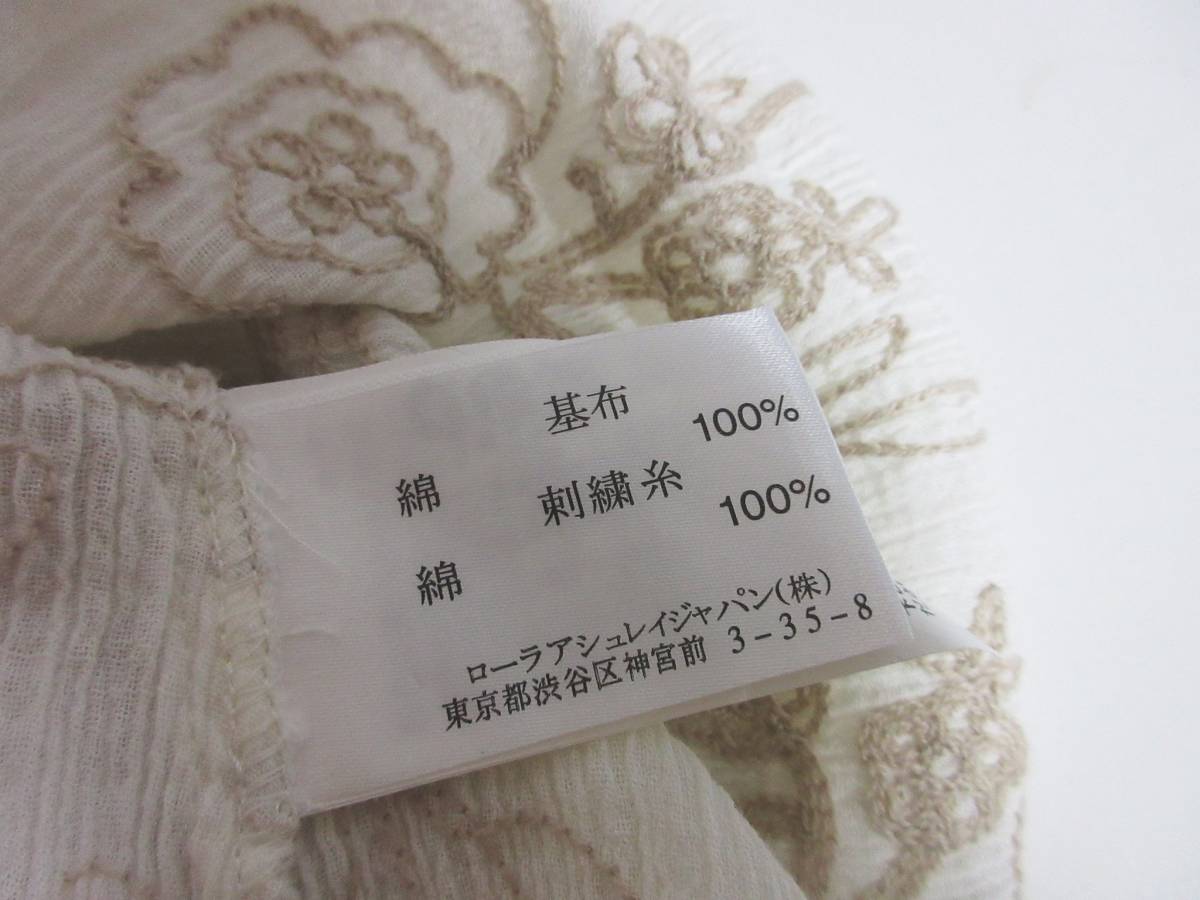 基布
綿 100%
刺繍糸
綿 100%
ローラアシュレイジャパン(株)
東京都渋谷区神宮前 3-35-8